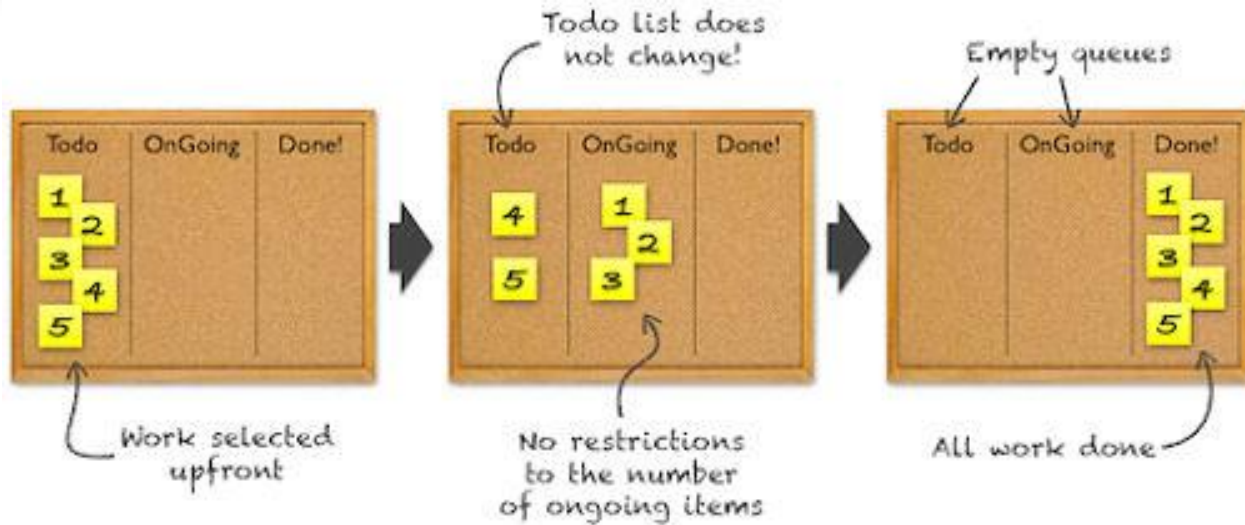 Todo list does
not change!
Empty queues
Todo OnGoing Done!
1
2
3
4
5
Todo OnGoing Done!
4
5
1
2
3
Todo OnGoing Done!
1
2
3
4
5
Work selected
upfront
No restrictions
to the number
of ongoing items
All work done